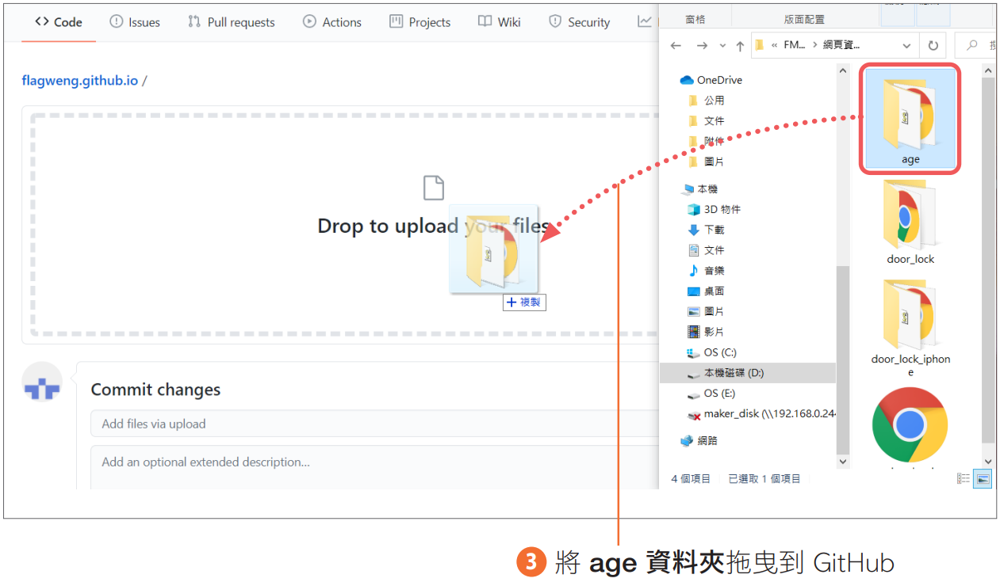 Code
Issues
Pull requests
Actions
Projects
Wiki
Security
flagweng.github.io /
Drop to upload your files
複製
Commit changes
Add files via upload
Add an optional extended description...
窗格
版面配置
« FM... › 網頁資...
OneDrive
公用
文件
附件
圖片
本機
3D 物件
下載
文件
音樂
桌面
圖片
影片
OS (C:)
本機磁碟 (D:)
OS (E:)
maker_disk (\\192.168.0.24
網路
age
door_lock
door_lock_iphon
e
4 個項目
已選取 1 個項目
3 將 age 資料夾拖曳到 GitHub